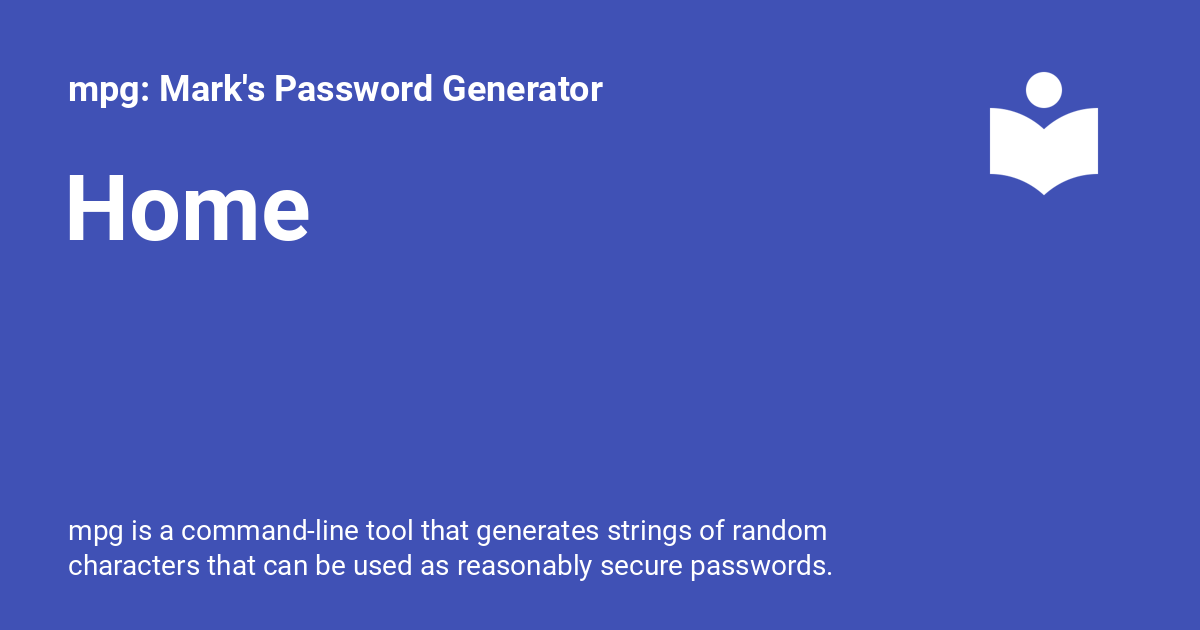 mpg: Mark's Password Generator
Home
mpg is a command-line tool that generates strings of random
characters that can be used as reasonably secure passwords.